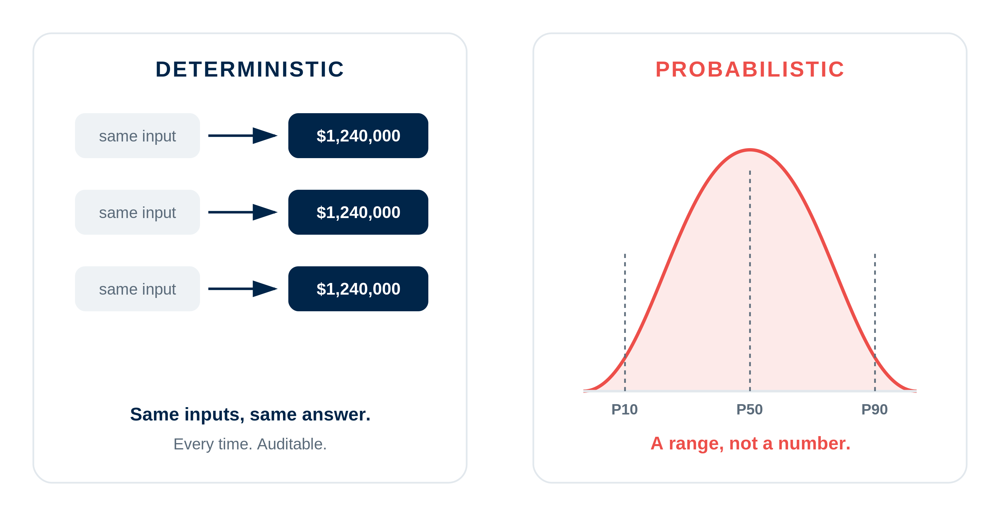 DETERMINISTIC
same input
$1,240,000
same input
$1,240,000
same input
$1,240,000
Same inputs, same answer.
Every time. Auditable.
PROBABILISTIC
P10
P50
P90
A range, not a number.